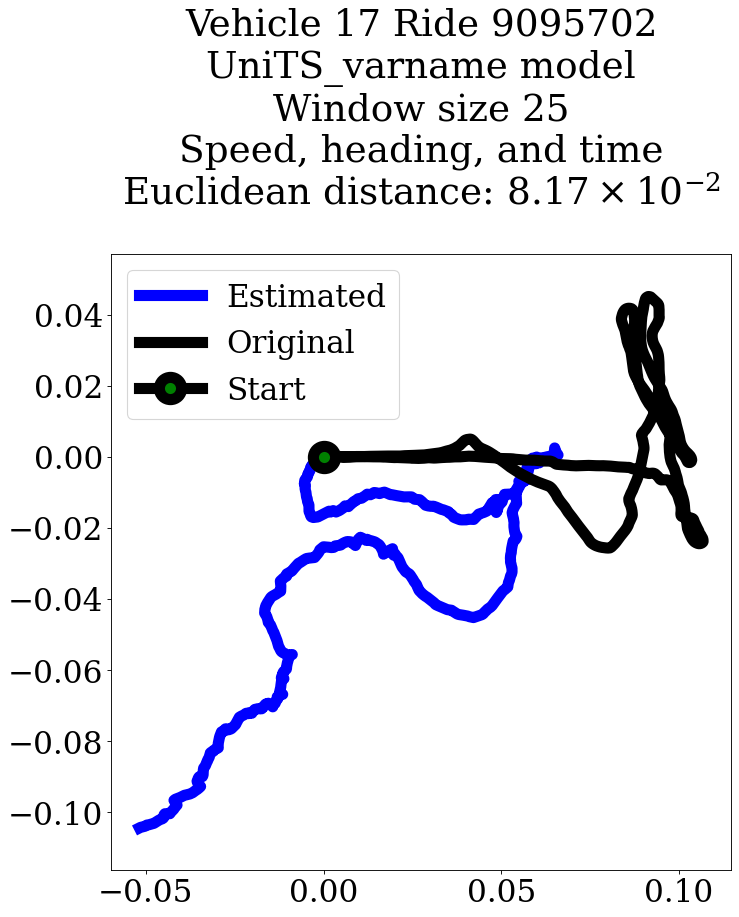 Vehicle 17 Ride 9095702
UniTS_varname model
Window size 25
Speed, heading, and time
Euclidean distance: 8.17 × 10⁻²
Estimated
Original
Start
0.04
0.02
0.00
−0.02
−0.04
−0.06
−0.08
−0.10
−0.05 0.00 0.05 0.10